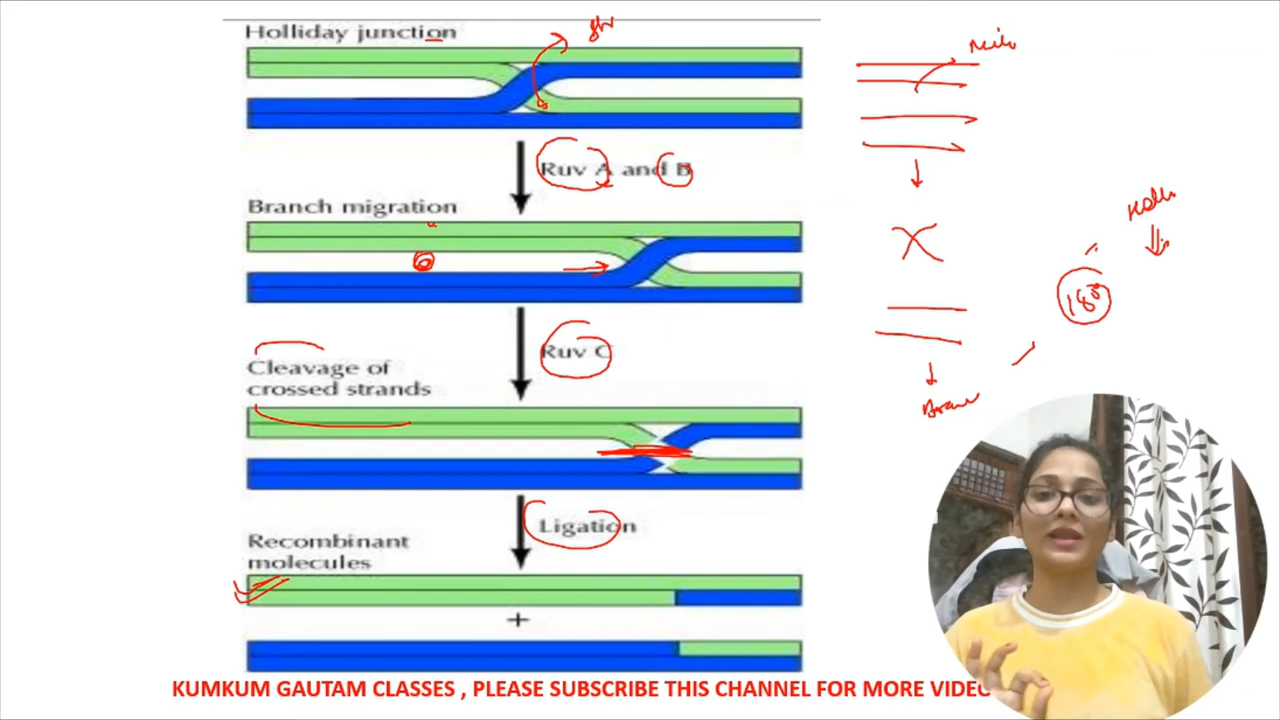 Holliday junction
Ruv A and B
Branch migration
Ruv C
Cleavage of
crossed strands
Ligation
Recombinant
molecules
+
180°
KUMKUM GAUTAM CLASSES , PLEASE SUBSCRIBE THIS CHANNEL FOR MORE VIDEO